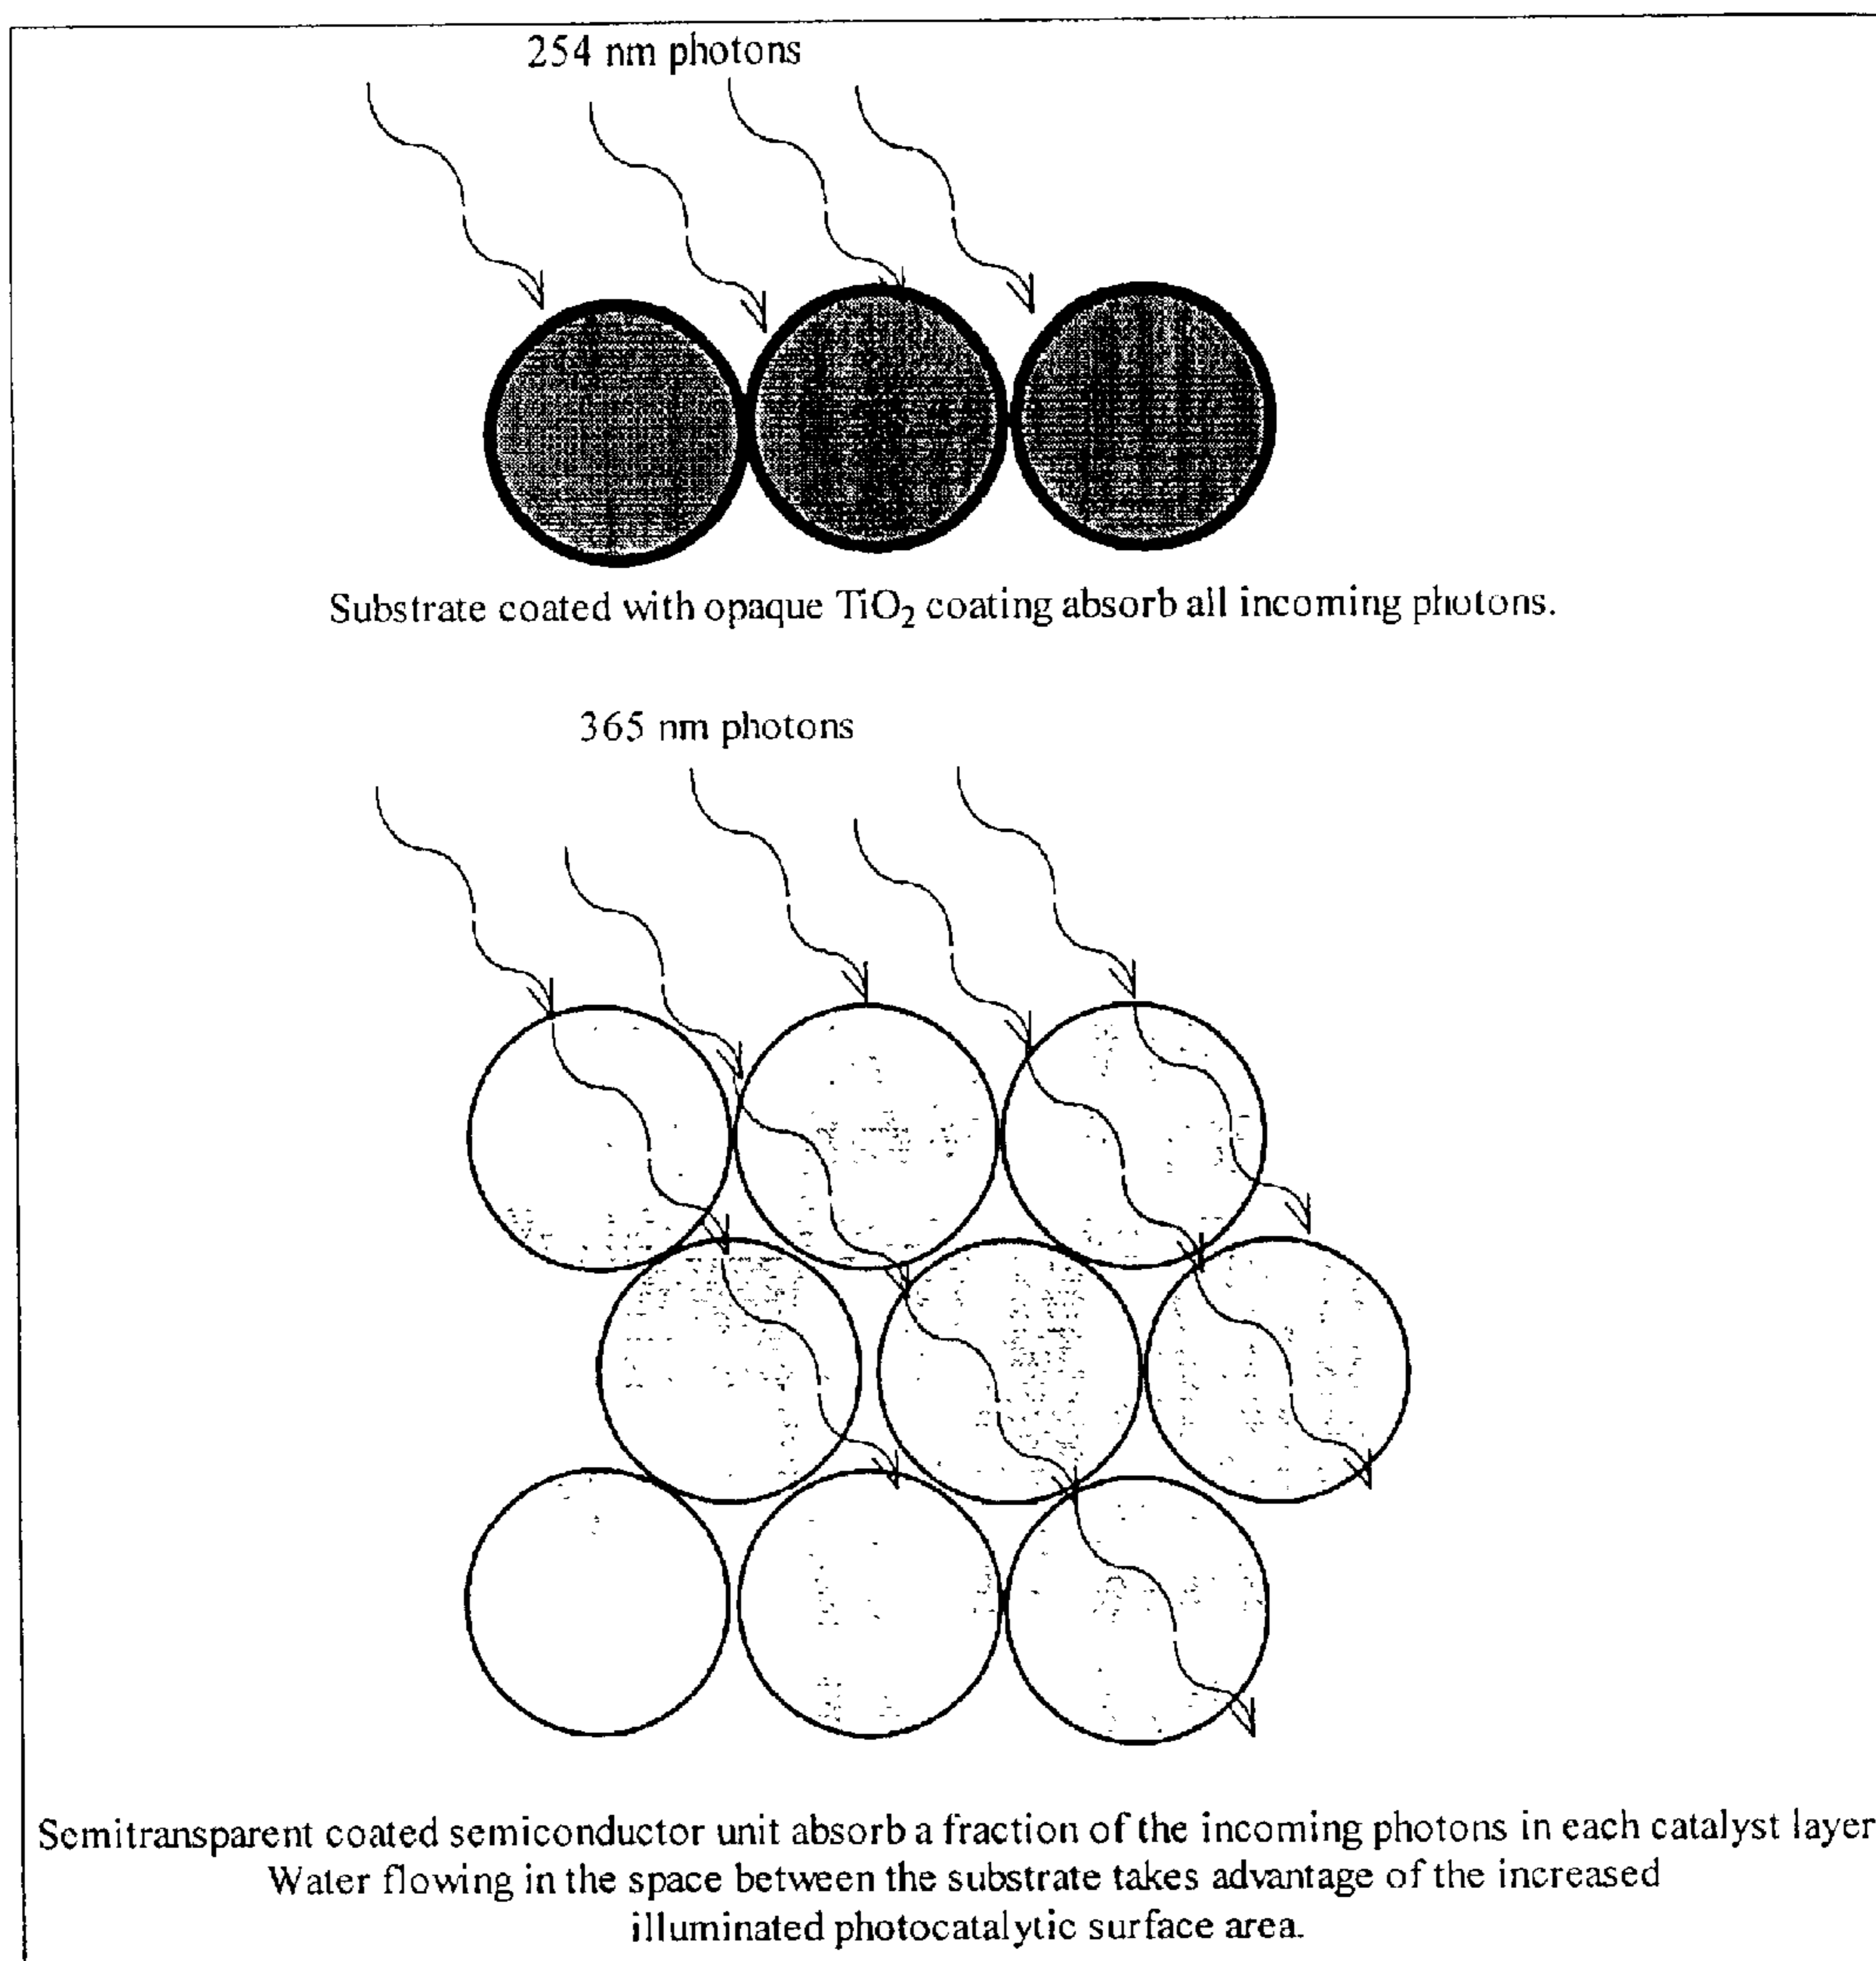 254 nm photons
Substrate coated with opaque TiO₂ coating absorb all incoming photons.
365 nm photons
Semitransparent coated semiconductor unit absorb a fraction of the incoming photons in each catalyst layer
Water flowing in the space between the substrate takes advantage of the increased
illuminated photocatalytic surface area.